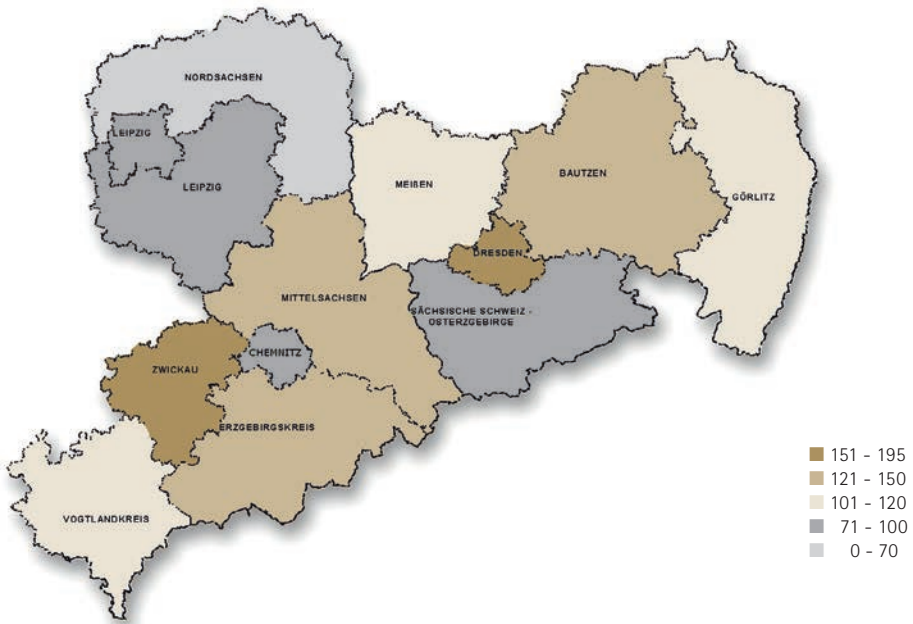 NORDSACHSEN
LEIPZIG
LEIPZIG
MEIßEN
BAUTZEN
GÖRLITZ
DRESDEN
MITTELSACHSEN
SÄCHSISCHE SCHWEIZ -
OSTERZGEBIRGE
CHEMNITZ
ZWICKAU
ERZGEBIRGSKREIS
VOGTLANDKREIS
151 - 195
121 - 150
101 - 120
71 - 100
0 - 70